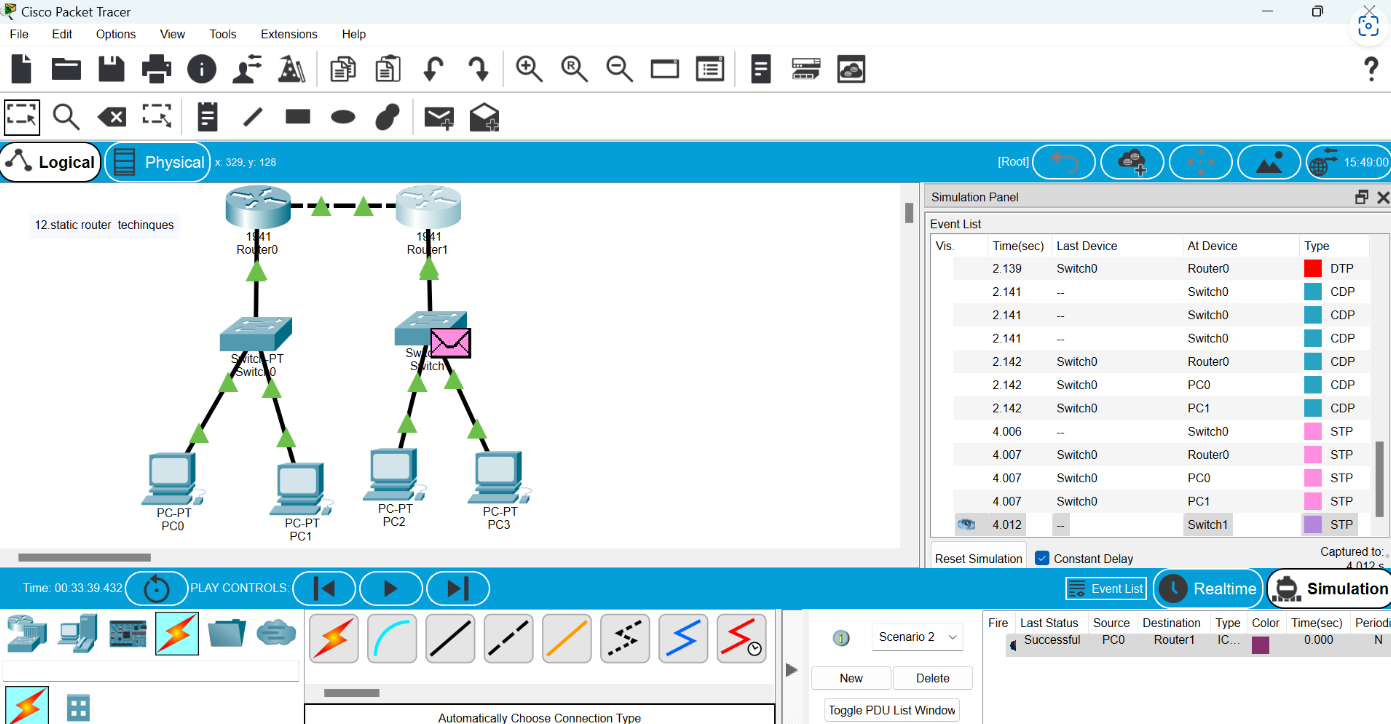 Cisco Packet Tracer
File Edit Options View Tools Extensions Help
Logical Physical x: 329, y: 128 [Root] 15:49:00
12.static router techinques
1941
Router0
1941
Router1
Switch-PT
Switch0
Switch
PC-PT
PC0
PC-PT
PC1
PC-PT
PC2
PC-PT
PC3
Simulation Panel
Event List
Vis. Time(sec) Last Device At Device Type
2.139 Switch0 Router0 DTP
2.141 -- Switch0 CDP
2.141 -- Switch0 CDP
2.141 -- Switch0 CDP
2.142 Switch0 Router0 CDP
2.142 Switch0 PC0 CDP
2.142 Switch0 PC1 CDP
4.006 -- Switch0 STP
4.007 Switch0 Router0 STP
4.007 Switch0 PC0 STP
4.007 Switch0 PC1 STP
4.012 -- Switch1 STP
Reset Simulation Constant Delay Captured to:
4.012 s
Time: 00:33:39.432 PLAY CONTROLS: Event List Realtime Simulation
Scenario 2
New Delete
Toggle PDU List Window
Fire Last Status Source Destination Type Color Time(sec) Periodi
Successful PC0 Router1 IC... 0.000 N
Automatically Choose Connection Type